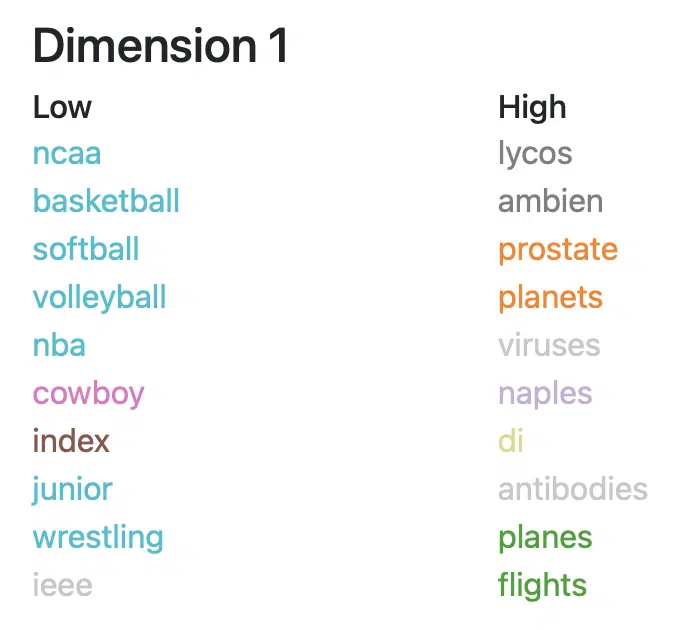 Dimension 1
Low High
ncaa lycos
basketball ambien
softball prostate
volleyball planets
nba viruses
cowboy naples
index di
junior antibodies
wrestling planes
ieee flights